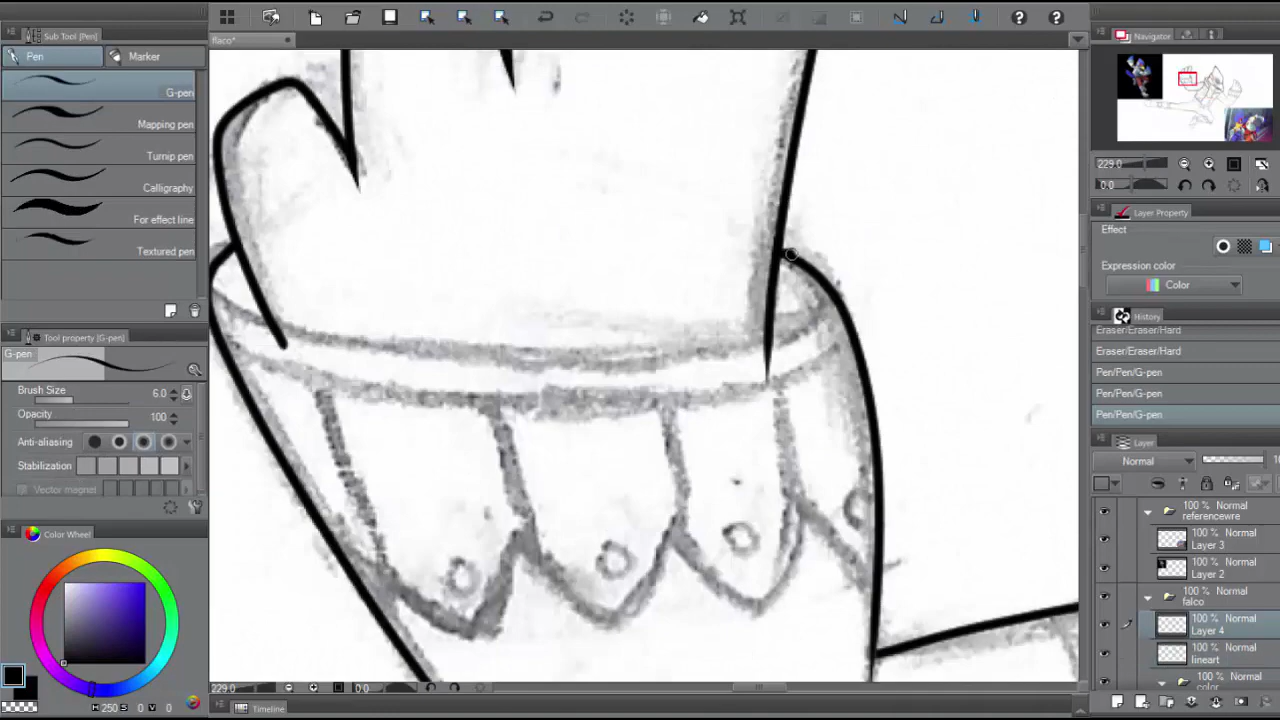 Sub Tool [Pen]
Pen
Marker
G-pen
Mapping pen
Turnip pen
Calligraphy
For effect line
Textured pen
Tool property [G-pen]
G-pen
Brush Size 6.0
Opacity 100
Anti-aliasing
Stabilization
Vector magnet
Color Wheel
H 250 S 0 V 0
flaco*
229.0
0.0
Timeline
Navigator
229.0
0.0
Layer Property
Effect
Expression color
Color
History
Eraser/Eraser/Hard
Eraser/Eraser/Hard
Pen/Pen/G-pen
Pen/Pen/G-pen
Pen/Pen/G-pen
Layer
Normal
100 % Normal
referencewre
100 % Normal
Layer 3
100 % Normal
Layer 2
100 % Normal
falco
100 % Normal
Layer 4
100 % Normal
lineart
100 % Normal
color